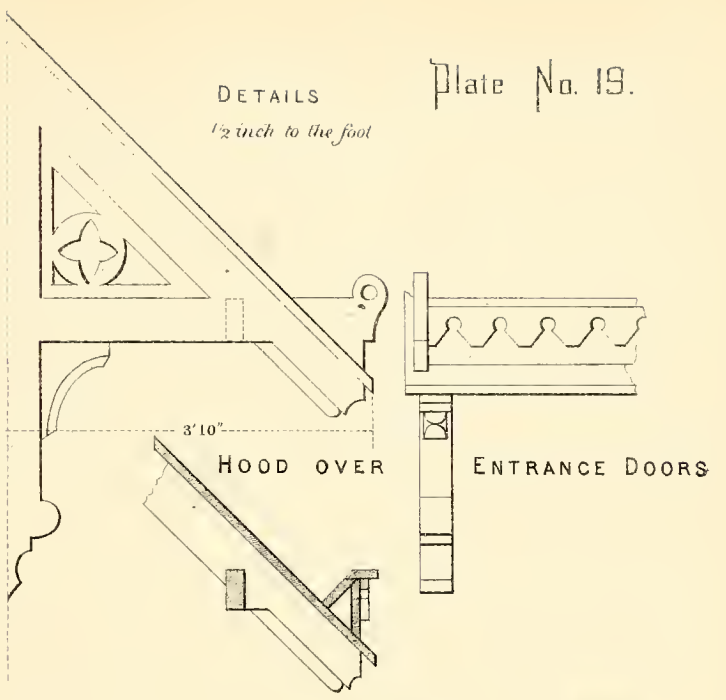 DETAILS
1/2 inch to the foot
Plate No. 19.
3'10"
HOOD OVER ENTRANCE DOORS